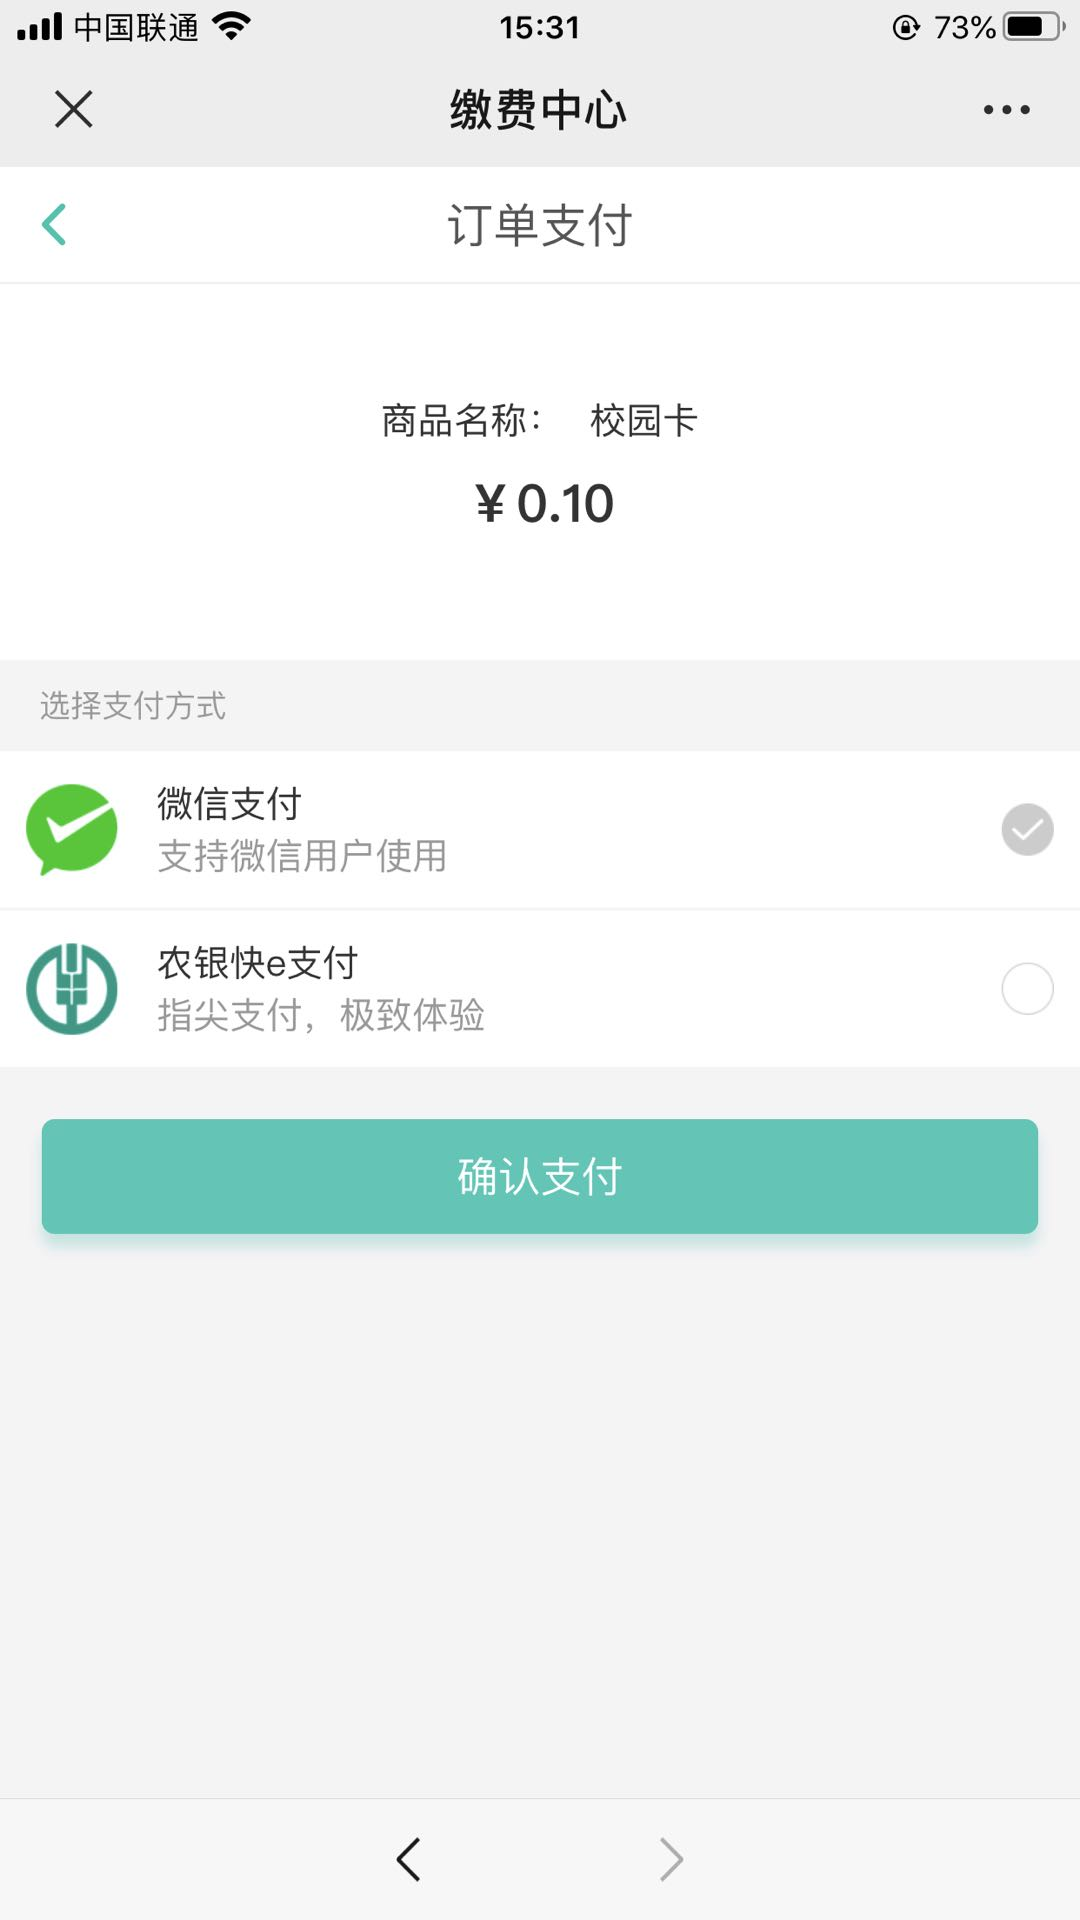 中国联通 15:31 73%
缴费中心
订单支付
商品名称： 校园卡
¥ 0.10
选择支付方式
微信支付
支持微信用户使用
农银快e支付
指尖支付，极致体验
确认支付